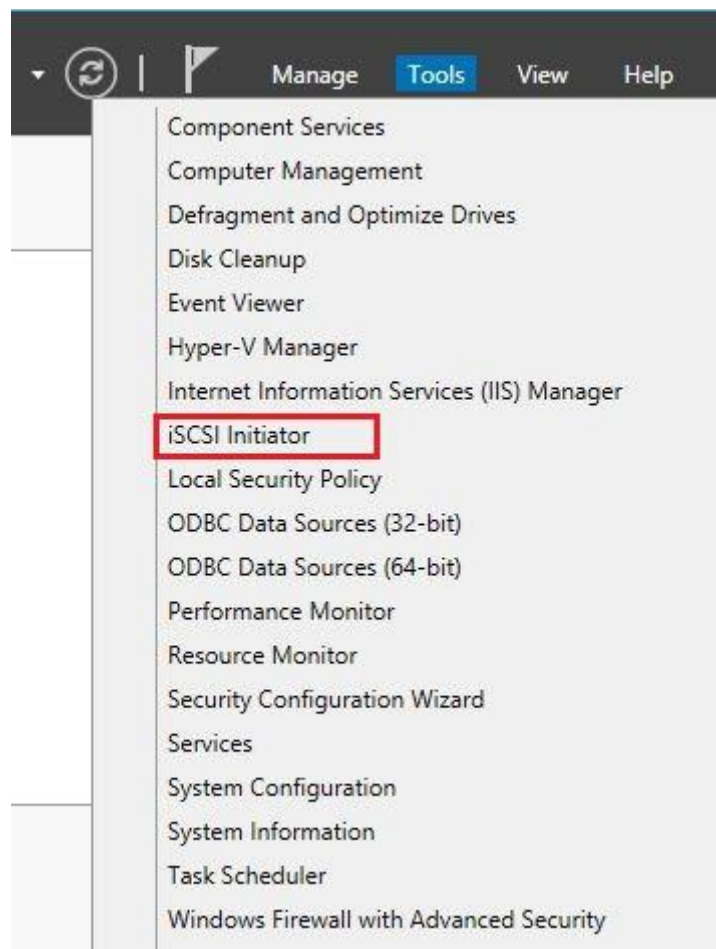 Manage Tools View Help
Component Services
Computer Management
Defragment and Optimize Drives
Disk Cleanup
Event Viewer
Hyper-V Manager
Internet Information Services (IIS) Manager
iSCSI Initiator
Local Security Policy
ODBC Data Sources (32-bit)
ODBC Data Sources (64-bit)
Performance Monitor
Resource Monitor
Security Configuration Wizard
Services
System Configuration
System Information
Task Scheduler
Windows Firewall with Advanced Security